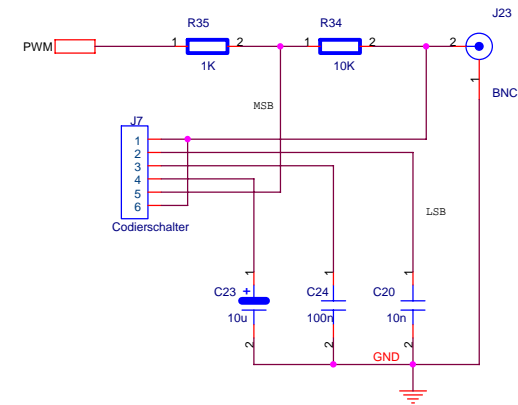 J23
R35
R34
PWM
1
2
1
2
2
1K
10K
1
BNC
MSB
J7
1
2
3
4
5
6
LSB
Codierschalter
1
1
1
C23
+
C24
C20
10u
100n
10n
2
2
2
GND